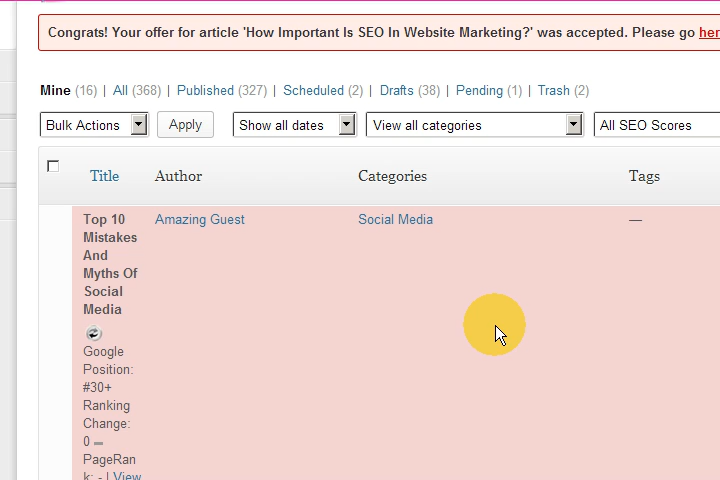 Congrats! Your offer for article 'How Important Is SEO In Website Marketing?' was accepted. Please go
Mine (16) | All (368) | Published (327) | Scheduled (2) | Drafts (38) | Pending (1) | Trash (2)
Bulk Actions Apply Show all dates View all categories All SEO Scores
Title Author Categories Tags
Top 10 Amazing Guest Social Media —
Mistakes
And
Myths Of
Social
Media
Google
Position:
#30+
Ranking
Change:
0
PageRan
k: - | View